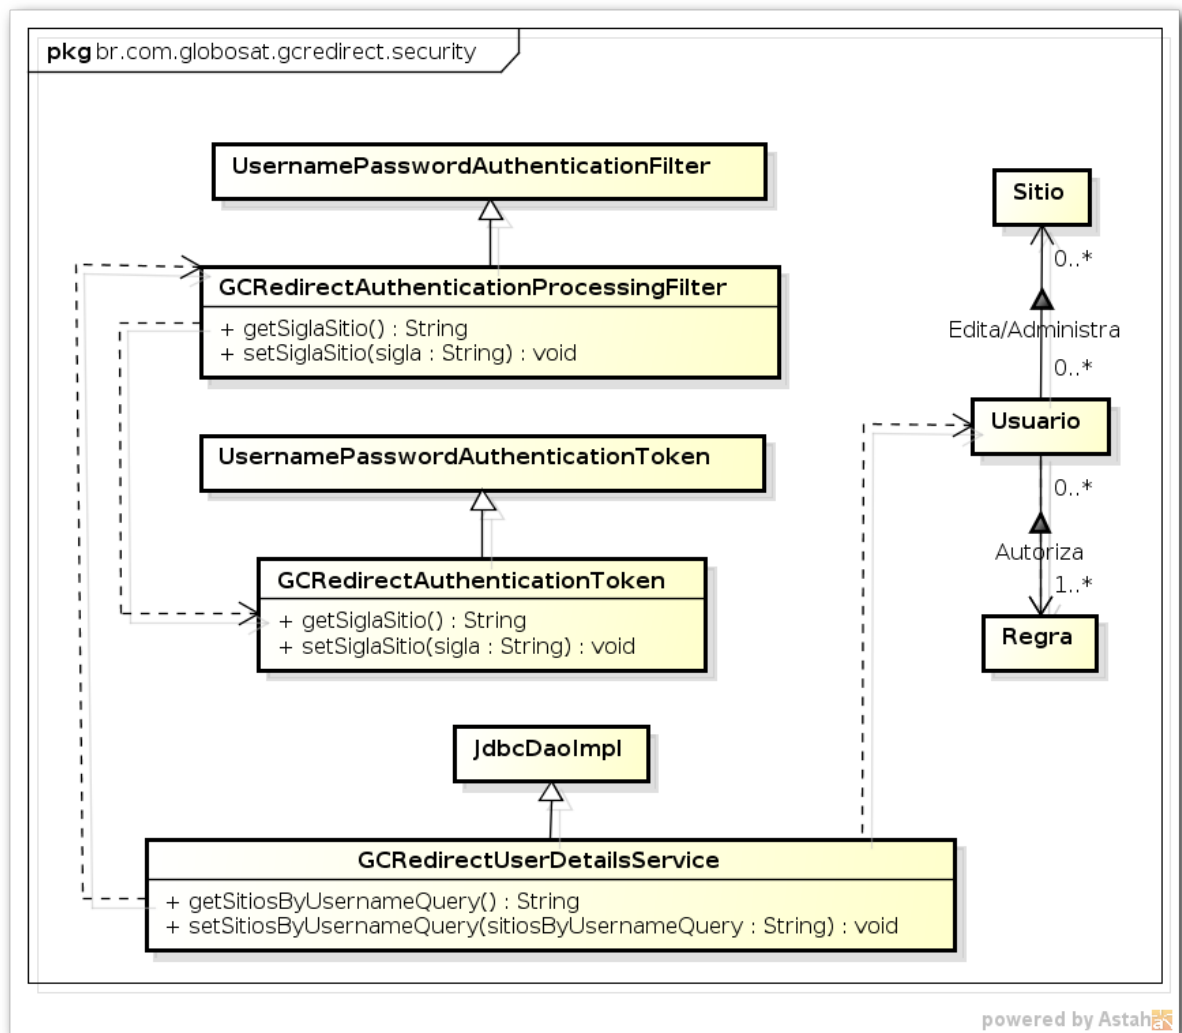 pkg br.com.globosat.gcredirect.security
UsernamePasswordAuthenticationFilter
GCRedirectAuthenticationProcessingFilter
+ getSiglaSitio() : String
+ setSiglaSitio(sigla : String) : void
UsernamePasswordAuthenticationToken
GCRedirectAuthenticationToken
+ getSiglaSitio() : String
+ setSiglaSitio(sigla : String) : void
JdbcDaoImpl
GCRedirectUserDetailsService
+ getSitiosByUsernameQuery() : String
+ setSitiosByUsernameQuery(sitiosByUsernameQuery : String) : void
Sitio
0..*
Edita/Administra
0..*
Usuario
0..*
Autoriza
1..*
Regra
powered by Astah